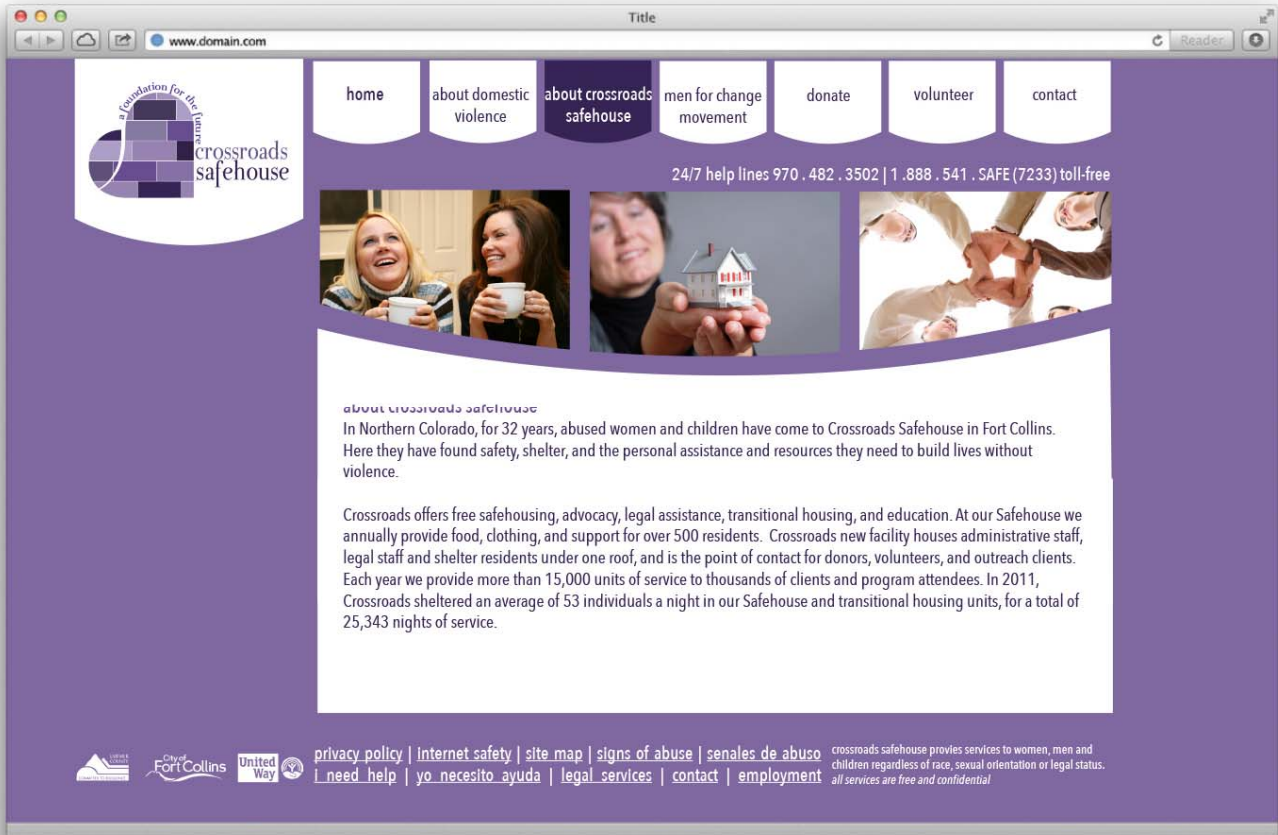 Title
www.domain.com
Reader
a foundation for the future
crossroads
safehouse
home
about domestic
violence
about crossroads
safehouse
men for change
movement
donate
volunteer
contact
24/7 help lines 970 . 482 . 3502 | 1 .888 . 541 . SAFE (7233) toll-free
about crossroads safehouse
In Northern Colorado, for 32 years, abused women and children have come to Crossroads Safehouse in Fort Collins.
Here they have found safety, shelter, and the personal assistance and resources they need to build lives without
violence.
Crossroads offers free safehousing, advocacy, legal assistance, transitional housing, and education. At our Safehouse we
annually provide food, clothing, and support for over 500 residents.  Crossroads new facility houses administrative staff,
legal staff and shelter residents under one roof, and is the point of contact for donors, volunteers, and outreach clients.
Each year we provide more than 15,000 units of service to thousands of clients and program attendees. In 2011,
Crossroads sheltered an average of 53 individuals a night in our Safehouse and transitional housing units, for a total of
25,343 nights of service.
LARIMER
COUNTY
City of
Fort Collins
United
Way
privacy policy | internet safety | site map | signs of abuse | senales de abuso
i need help | yo necesito ayuda | legal services | contact | employment
crossroads safehouse provies services to women, men and
children regardless of race, sexual orientation or legal status.
all services are free and confidential